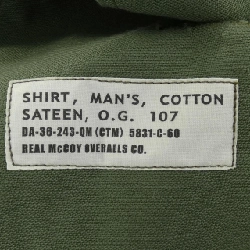 SHIRT, MAN'S, COTTON
SATEEN, O.G. 107
DA-36-243-QM (CTM) 5831-C-60
REAL McCOY OVERALLS CO.